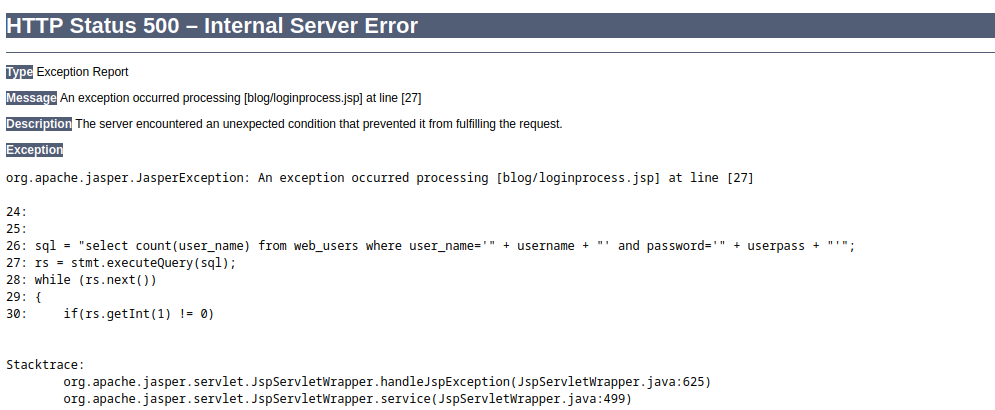 HTTP Status 500 – Internal Server Error
Type Exception Report
Message An exception occurred processing [blog/loginprocess.jsp] at line [27]
Description The server encountered an unexpected condition that prevented it from fulfilling the request.
Exception
org.apache.jasper.JasperException: An exception occurred processing [blog/loginprocess.jsp] at line [27]
24:
25:
26: sql = "select count(user_name) from web_users where user_name='" + username + "' and password='" + userpass + "'";
27: rs = stmt.executeQuery(sql);
28: while (rs.next())
29: {
30:     if(rs.getInt(1) != 0)
Stacktrace:
        org.apache.jasper.servlet.JspServletWrapper.handleJspException(JspServletWrapper.java:625)
        org.apache.jasper.servlet.JspServletWrapper.service(JspServletWrapper.java:499)